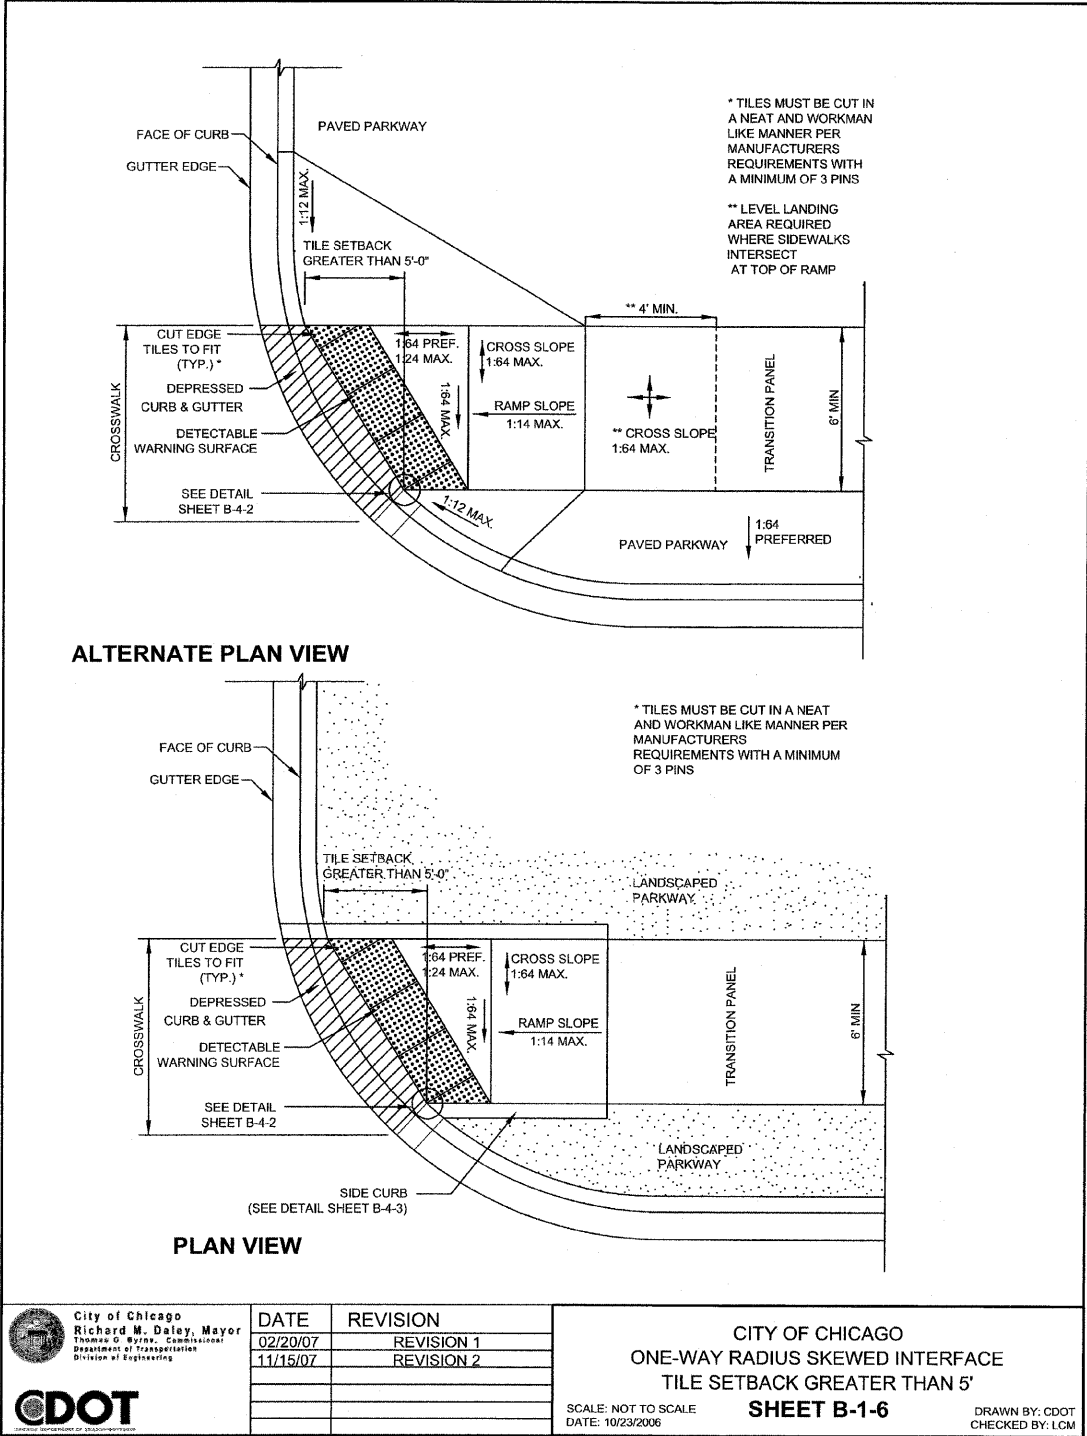 PAVED PARKWAY
FACE OF CURB
GUTTER EDGE
1:12 MAX.
TILE SETBACK
GREATER THAN 5'-0"
* TILES MUST BE CUT IN
A NEAT AND WORKMAN
LIKE MANNER PER
MANUFACTURERS
REQUIREMENTS WITH
A MINIMUM OF 3 PINS
** LEVEL LANDING
AREA REQUIRED
WHERE SIDEWALKS
INTERSECT
AT TOP OF RAMP
** 4' MIN.
CUT EDGE
TILES TO FIT
(TYP.) *
DEPRESSED
CURB & GUTTER
DETECTABLE
WARNING SURFACE
SEE DETAIL
SHEET B-4-2
CROSSWALK
1:64 PREF.
1:24 MAX.
1:64 MAX.
CROSS SLOPE
1:64 MAX.
RAMP SLOPE
1:14 MAX.
** CROSS SLOPE
1:64 MAX.
TRANSITION PANEL
6' MIN
1:12 MAX.
PAVED PARKWAY
1:64
PREFERRED
ALTERNATE PLAN VIEW
* TILES MUST BE CUT IN A NEAT
AND WORKMAN LIKE MANNER PER
MANUFACTURERS
REQUIREMENTS WITH A MINIMUM
OF 3 PINS
FACE OF CURB
GUTTER EDGE
TILE SETBACK
GREATER THAN 5'-0"
LANDSCAPED
PARKWAY
CUT EDGE
TILES TO FIT
(TYP.) *
DEPRESSED
CURB & GUTTER
DETECTABLE
WARNING SURFACE
SEE DETAIL
SHEET B-4-2
CROSSWALK
1:64 PREF.
1:24 MAX.
1:64 MAX.
CROSS SLOPE
1:64 MAX.
RAMP SLOPE
1:14 MAX.
TRANSITION PANEL
6' MIN
LANDSCAPED
PARKWAY
SIDE CURB
(SEE DETAIL SHEET B-4-3)
PLAN VIEW
City of Chicago
Richard M. Daley, Mayor
Thomas G. Byrne, Commissioner
Department of Transportation
Division of Engineering
CDOT
CHICAGO DEPARTMENT OF TRANSPORTATION
DATE REVISION
02/20/07 REVISION 1
11/15/07 REVISION 2
CITY OF CHICAGO
ONE-WAY RADIUS SKEWED INTERFACE
TILE SETBACK GREATER THAN 5'
SHEET B-1-6
SCALE: NOT TO SCALE
DATE: 10/23/2006
DRAWN BY: CDOT
CHECKED BY: LCM